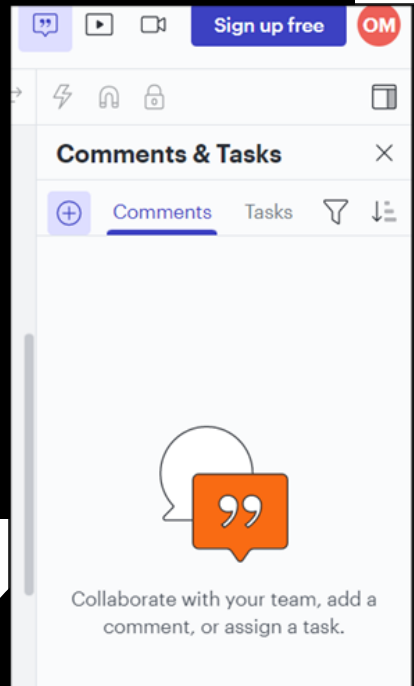 Sign up free
OM
Comments & Tasks
Comments
Tasks
Collaborate with your team, add a
comment, or assign a task.